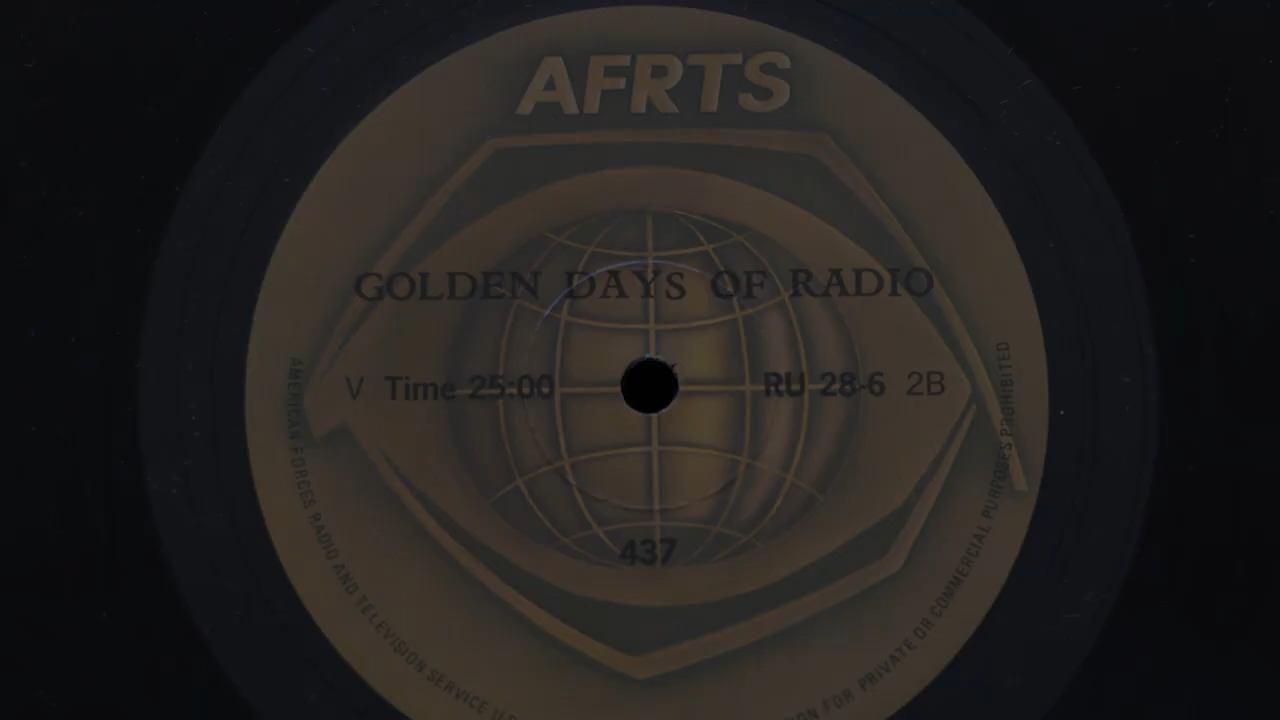 AFRTS
GOLDEN DAYS OF RADIO
V Time 25:00 RU 28-6 2B
437
AMERICAN FORCES RADIO AND TELEVISION SERVICE
FOR PRIVATE OR COMMERCIAL PURPOSES PROHIBITED